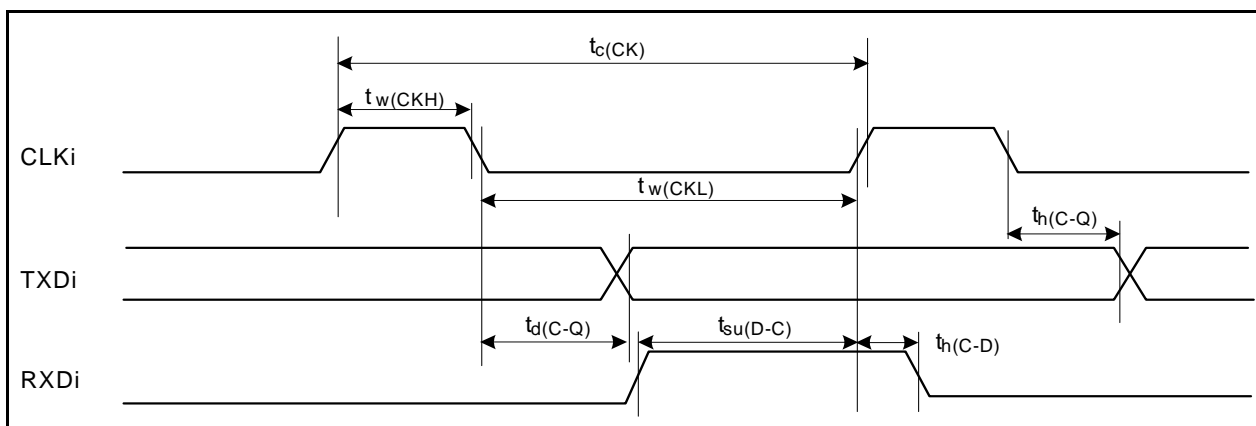 tc(CK)
tw(CKH)
CLKi
tw(CKL)
th(C-Q)
TXDi
td(C-Q)
tsu(D-C)
th(C-D)
RXDi